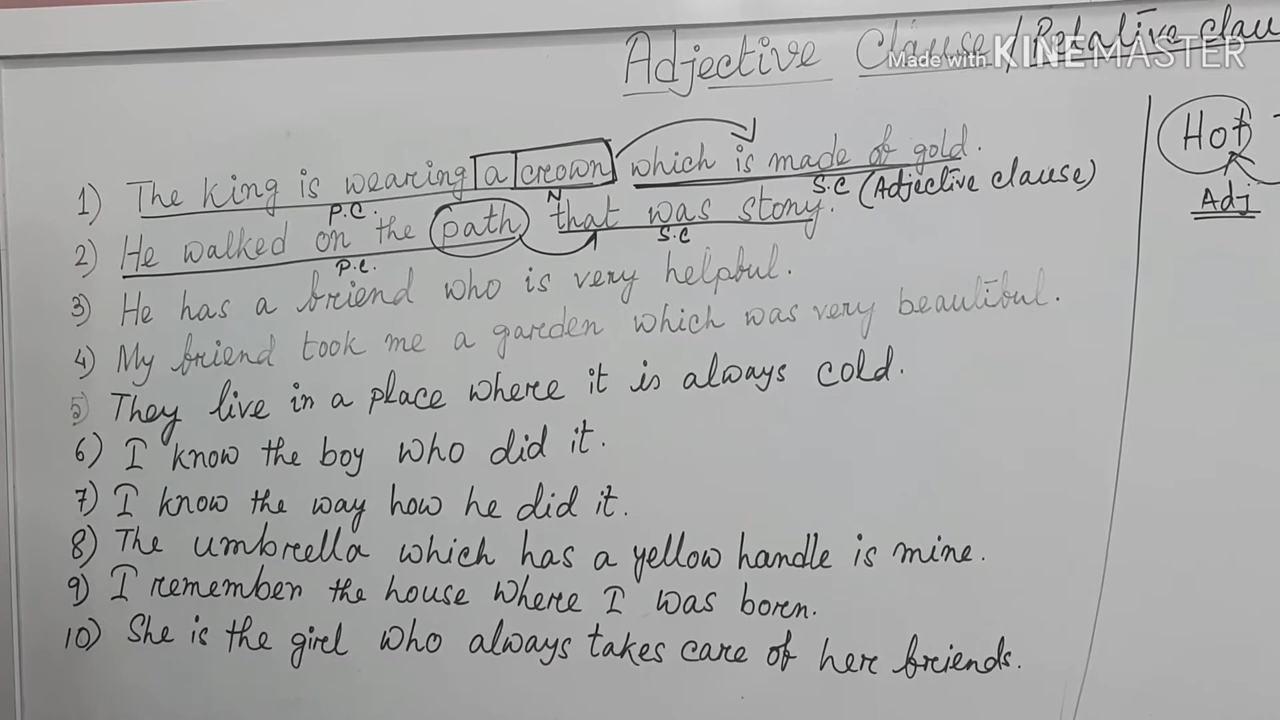 Adjective Clause / Relative clau
Made with KINEMASTER
1) The king is wearing a crown which is made of gold.
P.C. N S.C (Adjective clause)
2) He walked on the path that was stony.
P.C. S.C
3) He has a friend who is very helpful.
4) My friend took me a garden which was very beautiful.
5) They live in a place where it is always cold.
6) I know the boy who did it.
7) I know the way how he did it.
8) The umbrella which has a yellow handle is mine.
9) I remember the house where I was born.
10) She is the girl who always takes care of her friends.
Hot
Adj